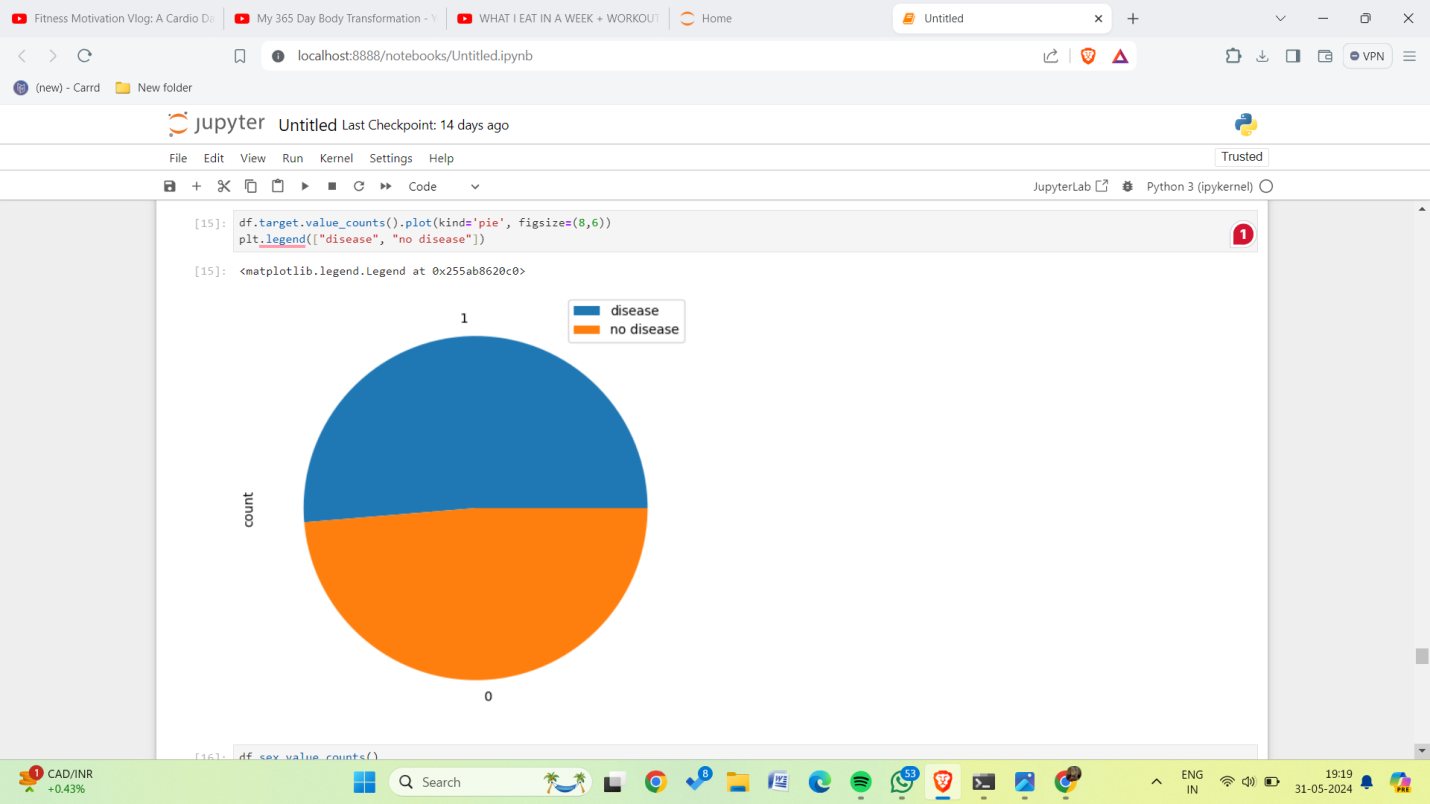 Fitness Motivation Vlog: A Cardio Da
My 365 Day Body Transformation - Y
WHAT I EAT IN A WEEK + WORKOUT
Home
Untitled
localhost:8888/notebooks/Untitled.ipynb
VPN
(new) - Carrd
New folder
jupyter Untitled Last Checkpoint: 14 days ago
File Edit View Run Kernel Settings Help
Trusted
Code
JupyterLab
Python 3 (ipykernel)
[15]:
df.target.value_counts().plot(kind='pie', figsize=(8,6))
plt.legend(["disease", "no disease"])
1
[15]:
<matplotlib.legend.Legend at 0x255ab8620c0>
disease
no disease
1
count
0
[16]:
df.sex.value_counts()
1
CAD/INR
+0.43%
Search
8
53
PRE
ENG
IN
19:19
31-05-2024